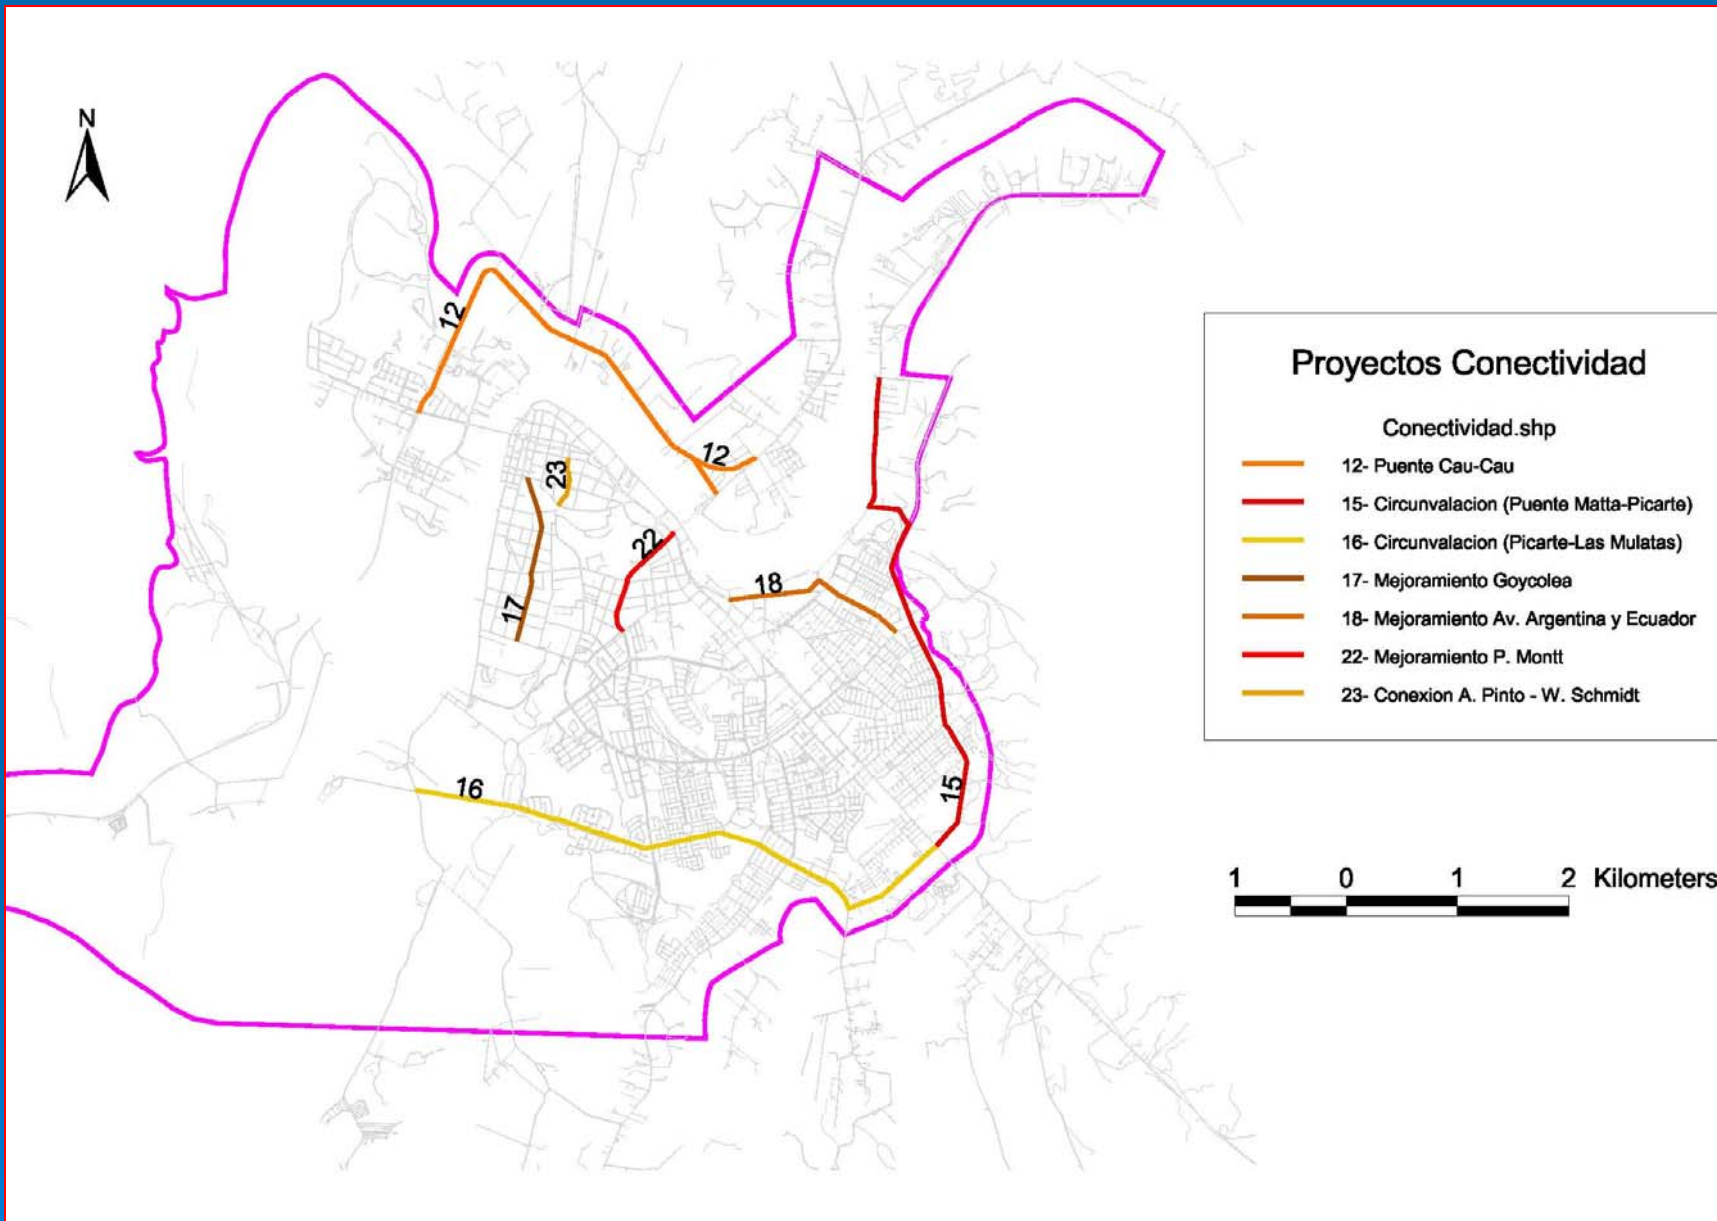 N
12
12
23
22
17
18
16
15
Proyectos Conectividad
Conectividad.shp
12- Puente Cau-Cau
15- Circunvalacion (Puente Matta-Picarte)
16- Circunvalacion (Picarte-Las Mulatas)
17- Mejoramiento Goycolea
18- Mejoramiento Av. Argentina y Ecuador
22- Mejoramiento P. Montt
23- Conexion A. Pinto - W. Schmidt
1 0 1 2 Kilometers